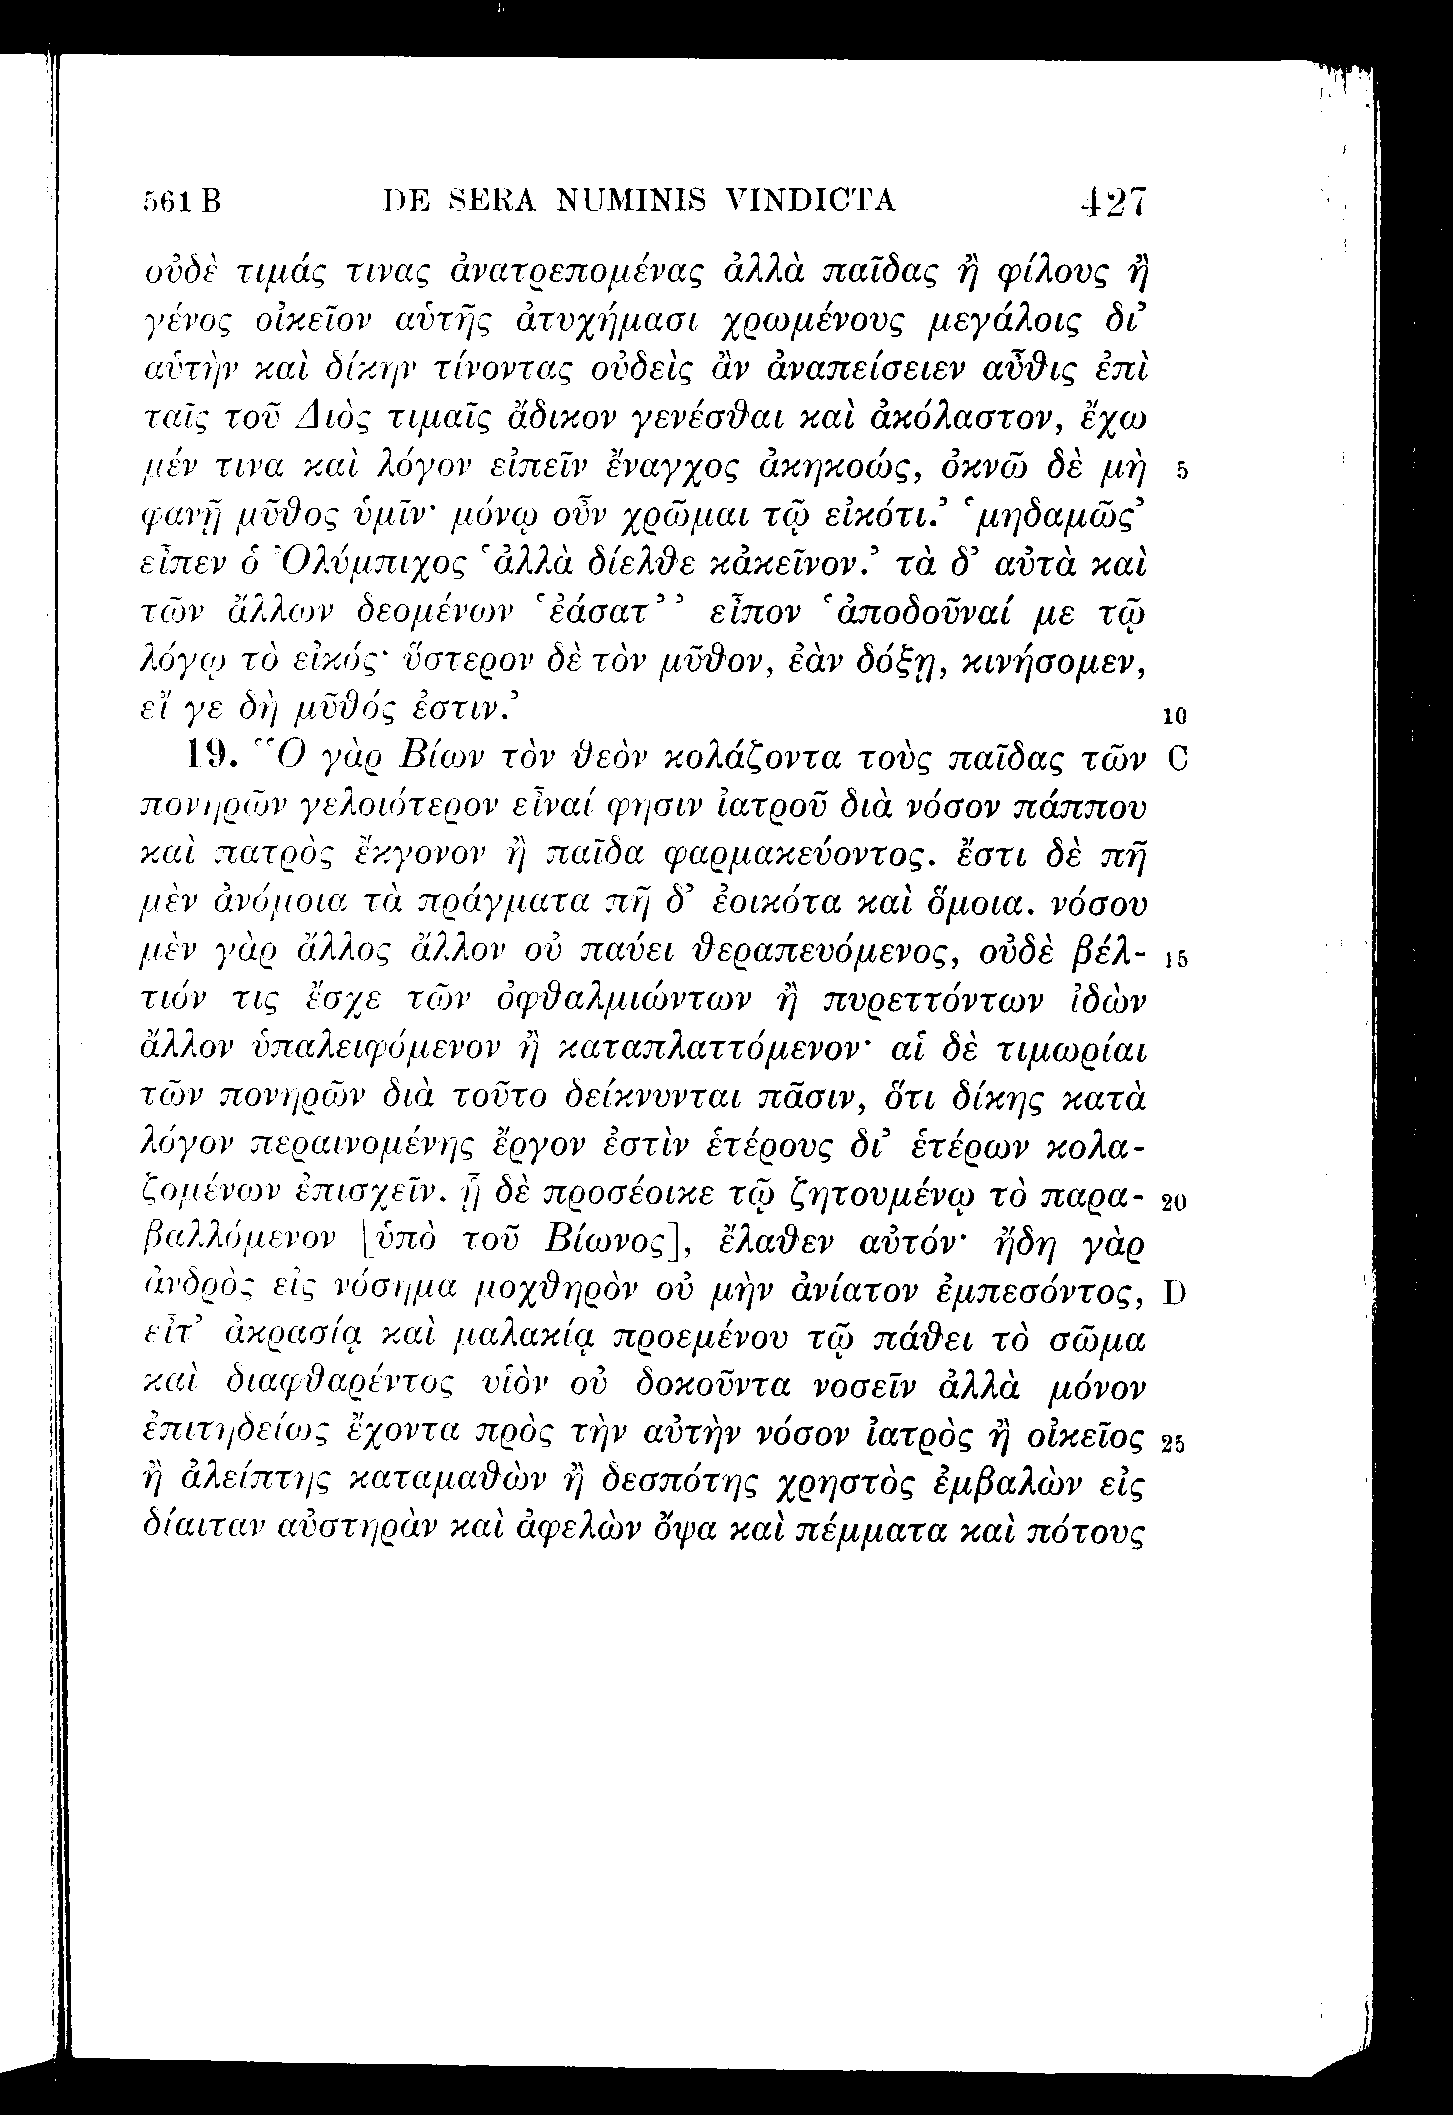 561 B DE SERA NUMINIS VINDICTA 427
οὐδὲ τιμάς τινας ἀνατρεπομένας ἀλλὰ παῖδας ἢ φίλους ἢ
γένος οἰκεῖον αὑτῆς ἀτυχήμασι χρωμένους μεγάλοις δι’
αὑτὴν καὶ δίκην τίνοντας οὐδεὶς ἂν ἀναπείσειεν αὖθις ἐπὶ
ταῖς τοῦ Διὸς τιμαῖς ἄδικον γενέσθαι καὶ ἀκόλαστον, ἔχω
μέν τινα καὶ λόγον εἰπεῖν ἔναγχος ἀκηκοώς, ὀκνῶ δὲ μὴ 5
φανῇ μῦθος ὑμῖν· μόνῳ οὖν χρῶμαι τῷ εἰκότι.’ ‘μηδαμῶς’
εἶπεν ὁ Ὀλύμπιχος ‘ἀλλὰ δίελθε κἀκεῖνον.’ τὰ δ’ αὐτὰ καὶ
τῶν ἄλλων δεομένων ‘ἐάσατ’’ εἶπον ‘ἀποδοῦναί με τῷ
λόγῳ τὸ εἰκός· ὕστερον δὲ τὸν μῦθον, ἐὰν δόξῃ, κινήσομεν,
εἴ γε δὴ μῦθός ἐστιν.’ 10
19. ‘Ὁ γὰρ Βίων τὸν θεὸν κολάζοντα τοὺς παῖδας τῶν C
πονηρῶν γελοιότερον εἶναί φησιν ἰατροῦ διὰ νόσον πάππου
καὶ πατρὸς ἔκγονον ἢ παῖδα φαρμακεύοντος. ἔστι δὲ πῆ
μὲν ἀνόμοια τὰ πράγματα πῆ δ’ ἐοικότα καὶ ὅμοια. νόσου
μὲν γὰρ ἄλλος ἄλλον οὐ παύει θεραπευόμενος, οὐδὲ βέλ- 15
τιόν τις ἔσχε τῶν ὀφθαλμιώντων ἢ πυρεττόντων ἰδὼν
ἄλλον ὑπαλειφόμενον ἢ καταπλαττόμενον· αἱ δὲ τιμωρίαι
τῶν πονηρῶν διὰ τοῦτο δείκνυνται πᾶσιν, ὅτι δίκης κατὰ
λόγον περαινομένης ἔργον ἐστὶν ἑτέρους δι’ ἑτέρων κολα-
ζομένων ἐπισχεῖν. ᾗ δὲ προσέοικε τῷ ζητουμένῳ τὸ παρα- 20
βαλλόμενον [ὑπὸ τοῦ Βίωνος], ἔλαθεν αὐτόν· ἤδη γὰρ
ἀνδρὸς εἰς νόσημα μοχθηρὸν οὐ μὴν ἀνίατον ἐμπεσόντος, D
εἶτ’ ἀκρασίᾳ καὶ μαλακίᾳ προεμένου τῷ πάθει τὸ σῶμα
καὶ διαφθαρέντος υἱὸν οὐ δοκοῦντα νοσεῖν ἀλλὰ μόνον
ἐπιτηδείως ἔχοντα πρὸς τὴν αὐτὴν νόσον ἰατρὸς ἢ οἰκεῖος 25
ἢ ἀλείπτης καταμαθὼν ἢ δεσπότης χρηστὸς ἐμβαλὼν εἰς
δίαιταν αὐστηρὰν καὶ ἀφελὼν ὄψα καὶ πέμματα καὶ πότους